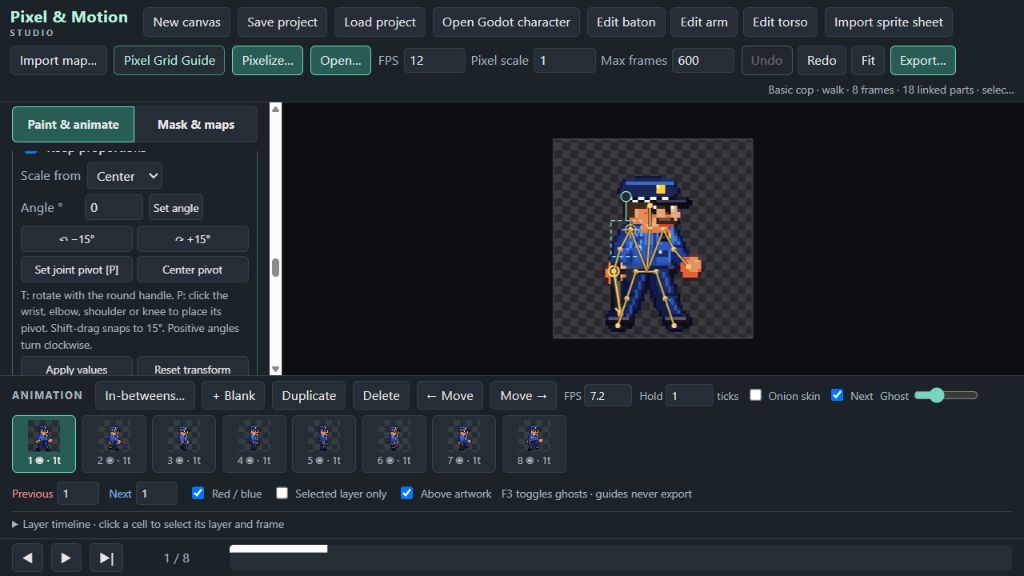 Pixel & Motion
STUDIO
New canvas
Save project
Load project
Open Godot character
Edit baton
Edit arm
Edit torso
Import sprite sheet
Import map...
Pixel Grid Guide
Pixelize...
Open...
FPS 12
Pixel scale 1
Max frames 600
Undo
Redo
Fit
Export...
Basic cop · walk · 8 frames · 18 linked parts · selec...
Paint & animate
Mask & maps
Keep proportions
Scale from Center
Angle ° 0 Set angle
↶ −15° ↷ +15°
Set joint pivot [P] Center pivot
T: rotate with the round handle. P: click the
wrist, elbow, shoulder or knee to place its
pivot. Shift-drag snaps to 15°. Positive angles
turn clockwise.
Apply values Reset transform
ANIMATION In-betweens... + Blank Duplicate Delete ← Move Move → FPS 7.2 Hold 1 ticks Onion skin Next Ghost
1 ◉ · 1t 2 ◉ · 1t 3 ◉ · 1t 4 ◉ · 1t 5 ◉ · 1t 6 ◉ · 1t 7 ◉ · 1t 8 ◉ · 1t
Previous 1 Next 1 Red / blue Selected layer only Above artwork F3 toggles ghosts · guides never export
▶ Layer timeline · click a cell to select its layer and frame
1 / 8